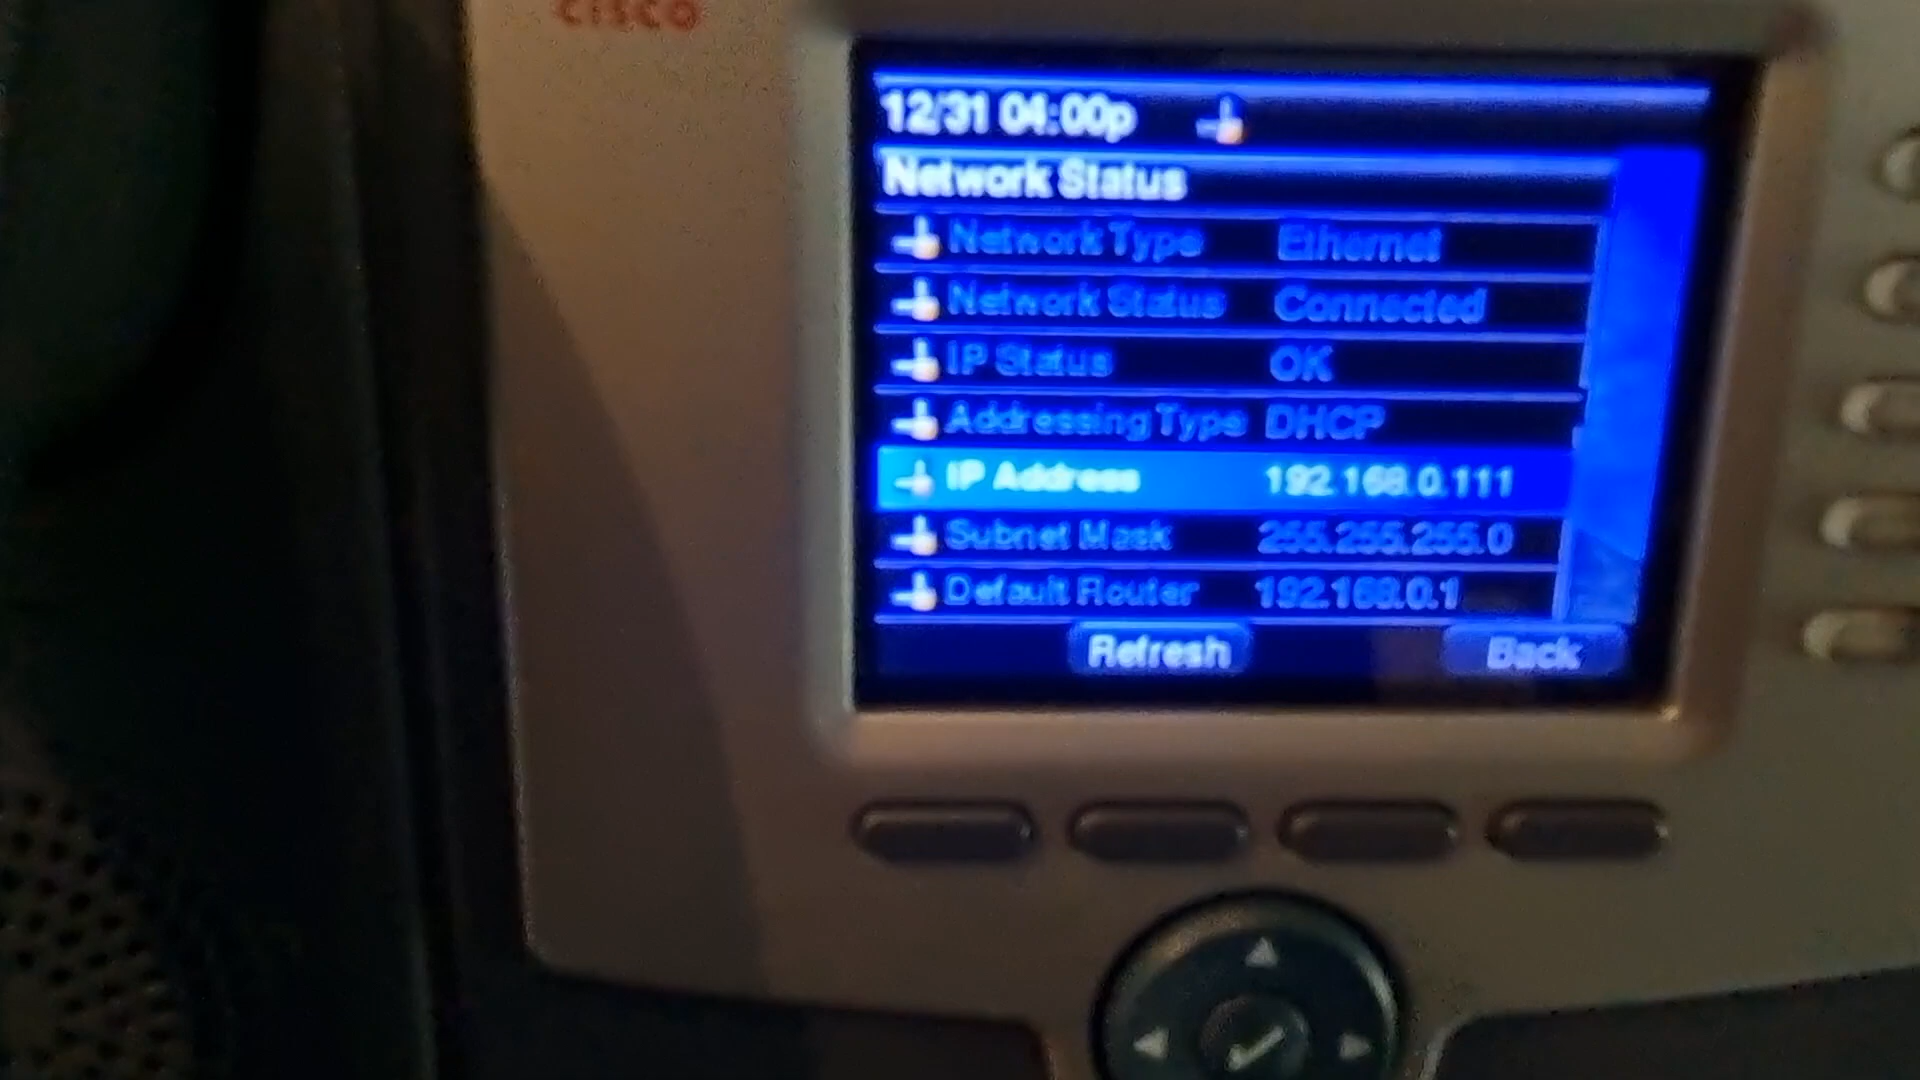 cisco
12/31 04:00p
Network Status
Network Type Ethernet
Network Status Connected
IP Status OK
Addressing Type DHCP
IP Address 192.168.0.111
Subnet Mask 255.255.255.0
Default Router 192.168.0.1
Refresh Back